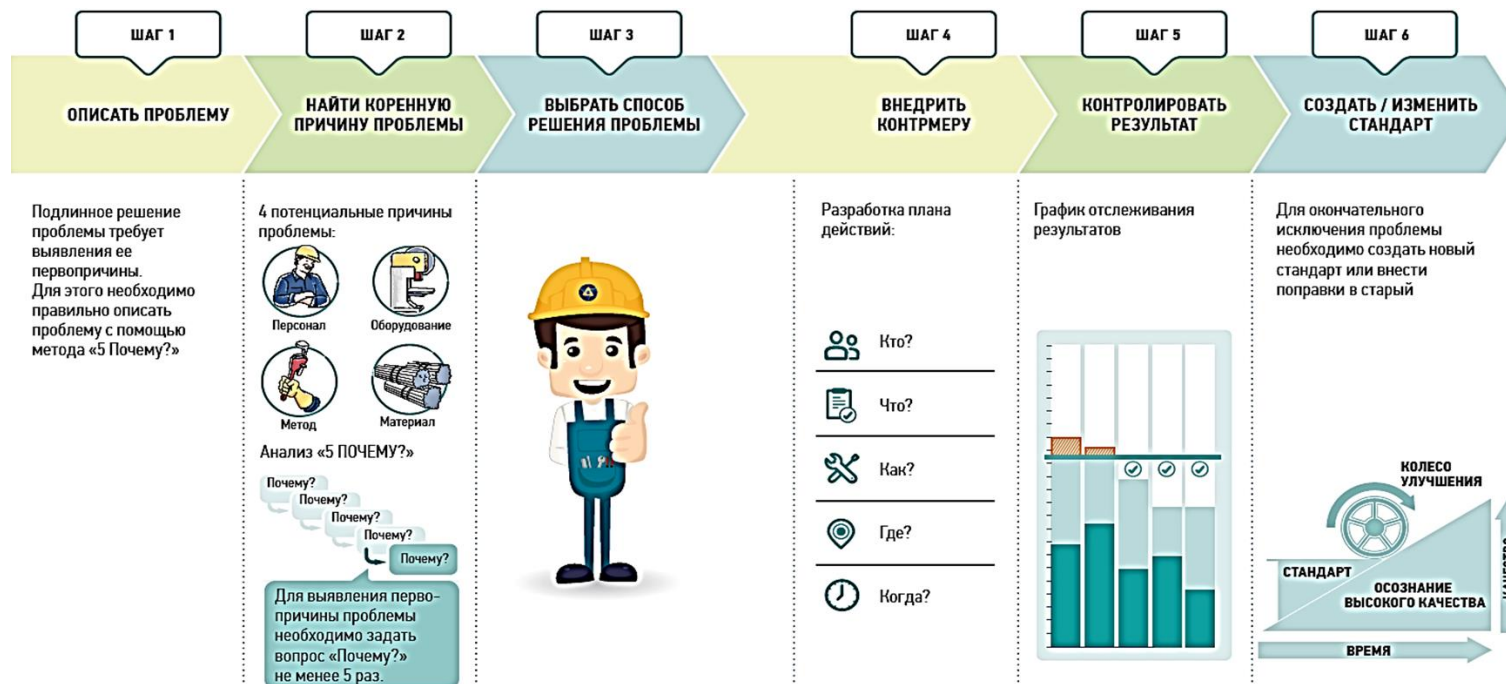 ШАГ 1
ШАГ 2
ШАГ 3
ШАГ 4
ШАГ 5
ШАГ 6
ОПИСАТЬ ПРОБЛЕМУ
НАЙТИ КОРЕННУЮ
ПРИЧИНУ ПРОБЛЕМЫ
ВЫБРАТЬ СПОСОБ
РЕШЕНИЯ ПРОБЛЕМЫ
ВНЕДРИТЬ
КОНТРМЕРУ
КОНТРОЛИРОВАТЬ
РЕЗУЛЬТАТ
СОЗДАТЬ / ИЗМЕНИТЬ
СТАНДАРТ
Подлинное решение
проблемы требует
выявления ее
первопричины.
Для этого необходимо
правильно описать
проблему с помощью
метода «5 Почему?»
4 потенциальные причины
проблемы:
Персонал
Оборудование
Метод
Материал
Анализ «5 ПОЧЕМУ?»
Почему?
Почему?
Почему?
Почему?
Почему?
Для выявления перво-
причины проблемы
необходимо задать
вопрос «Почему?»
не менее 5 раз.
Разработка плана
действий:
Кто?
Что?
Как?
Где?
Когда?
График отслеживания
результатов
Для окончательного
исключения проблемы
необходимо создать новый
стандарт или внести
поправки в старый
КОЛЕСО
УЛУЧШЕНИЯ
СТАНДАРТ
ОСОЗНАНИЕ
ВЫСОКОГО КАЧЕСТВА
ВРЕМЯ